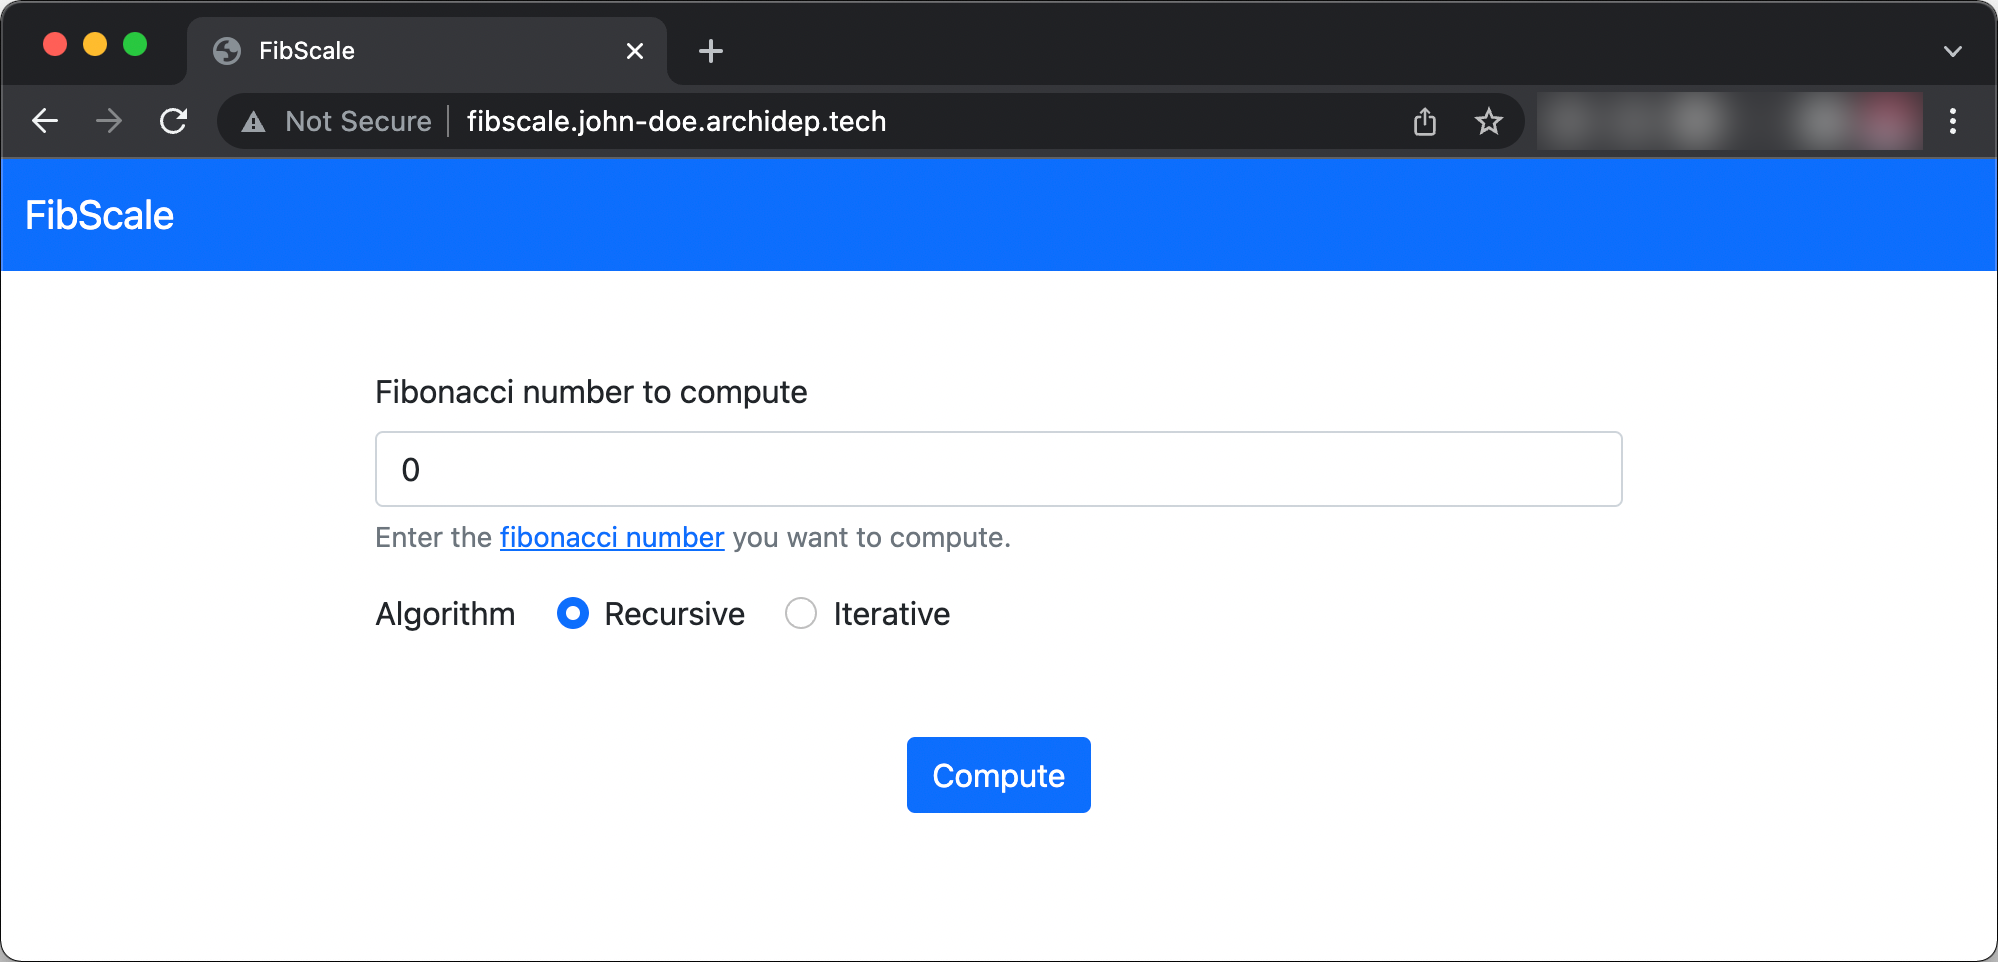 FibScale
Not Secure fibscale.john-doe.archidep.tech
FibScale
Fibonacci number to compute
0
Enter the fibonacci number you want to compute.
Algorithm Recursive Iterative
Compute